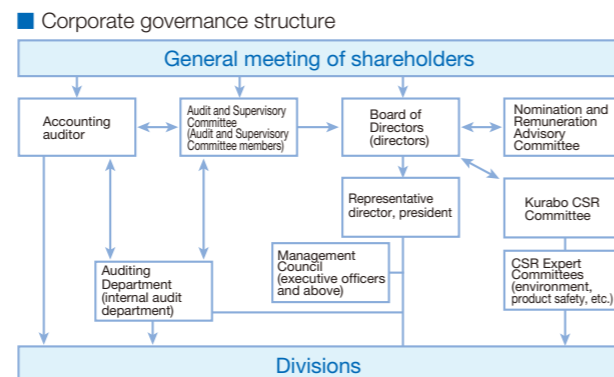 Corporate governance structure
General meeting of shareholders
Accounting
auditor
Audit and Supervisory
Committee
(Audit and Supervisory
Committee members)
Board of
Directors
(directors)
Nomination and
Remuneration
Advisory
Committee
Representative
director, president
Kurabo CSR
Committee
Auditing
Department
(internal audit
department)
Management
Council
(executive officers
and above)
CSR Expert
Committees
(environment,
product safety, etc.)
Divisions